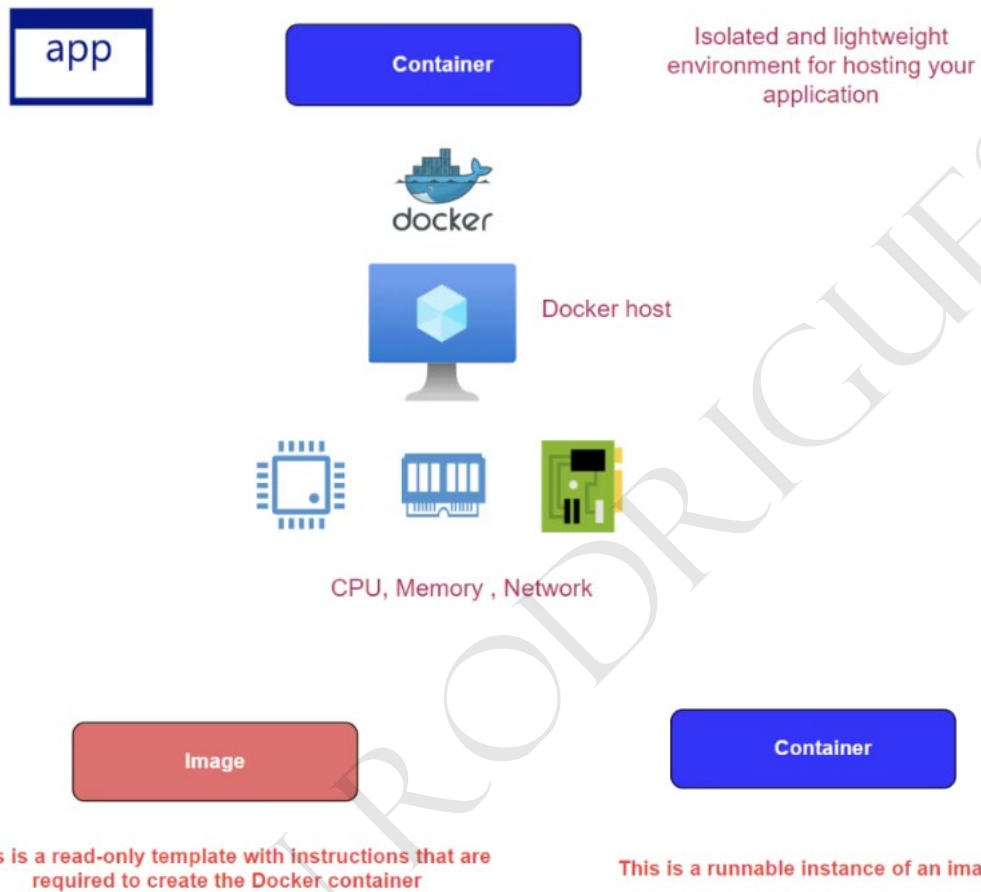 app
Container
Isolated and lightweight
environment for hosting your
application
docker
Docker host
CPU, Memory , Network
Image
Container
s is a read-only template with instructions that are
required to create the Docker container
This is a runnable instance of an ima
RODRIGUES